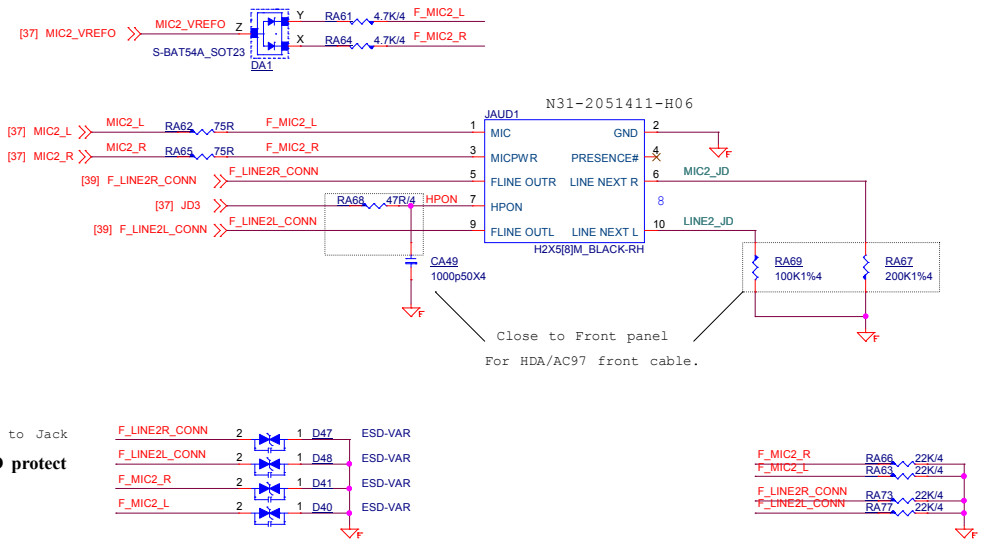 Y RA61 4.7K/4 F_MIC2_L
[37] MIC2_VREFO MIC2_VREFO Z
X RA64 4.7K/4 F_MIC2_R
S-BAT54A_SOT23
DA1
N31-2051411-H06
JAUD1
[37] MIC2_L MIC2_L RA62 75R F_MIC2_L 1 MIC GND 2
[37] MIC2_R MIC2_R RA65 75R F_MIC2_R 3 MICPWR PRESENCE# 4
[39] F_LINE2R_CONN F_LINE2R_CONN 5 FLINE OUTR LINE NEXT R 6 MIC2_JD
[37] JD3 RA68 47R/4 HPON 7 HPON 8
[39] F_LINE2L_CONN F_LINE2L_CONN 9 FLINE OUTL LINE NEXT L 10 LINE2_JD
H2X5[8]M_BLACK-RH
CA49
1000p50X4
RA69
100K1%4
RA67
200K1%4
F
F
F
Close to Front panel
For HDA/AC97 front cable.
to Jack
protect
F_LINE2R_CONN 2 1 D47 ESD-VAR
F_LINE2L_CONN 2 1 D48 ESD-VAR
F_MIC2_R 2 1 D41 ESD-VAR
F_MIC2_L 2 1 D40 ESD-VAR
F
F_MIC2_R RA66 22K/4
F_MIC2_L RA63 22K/4
F_LINE2R_CONN RA73 22K/4
F_LINE2L_CONN RA77 22K/4
F